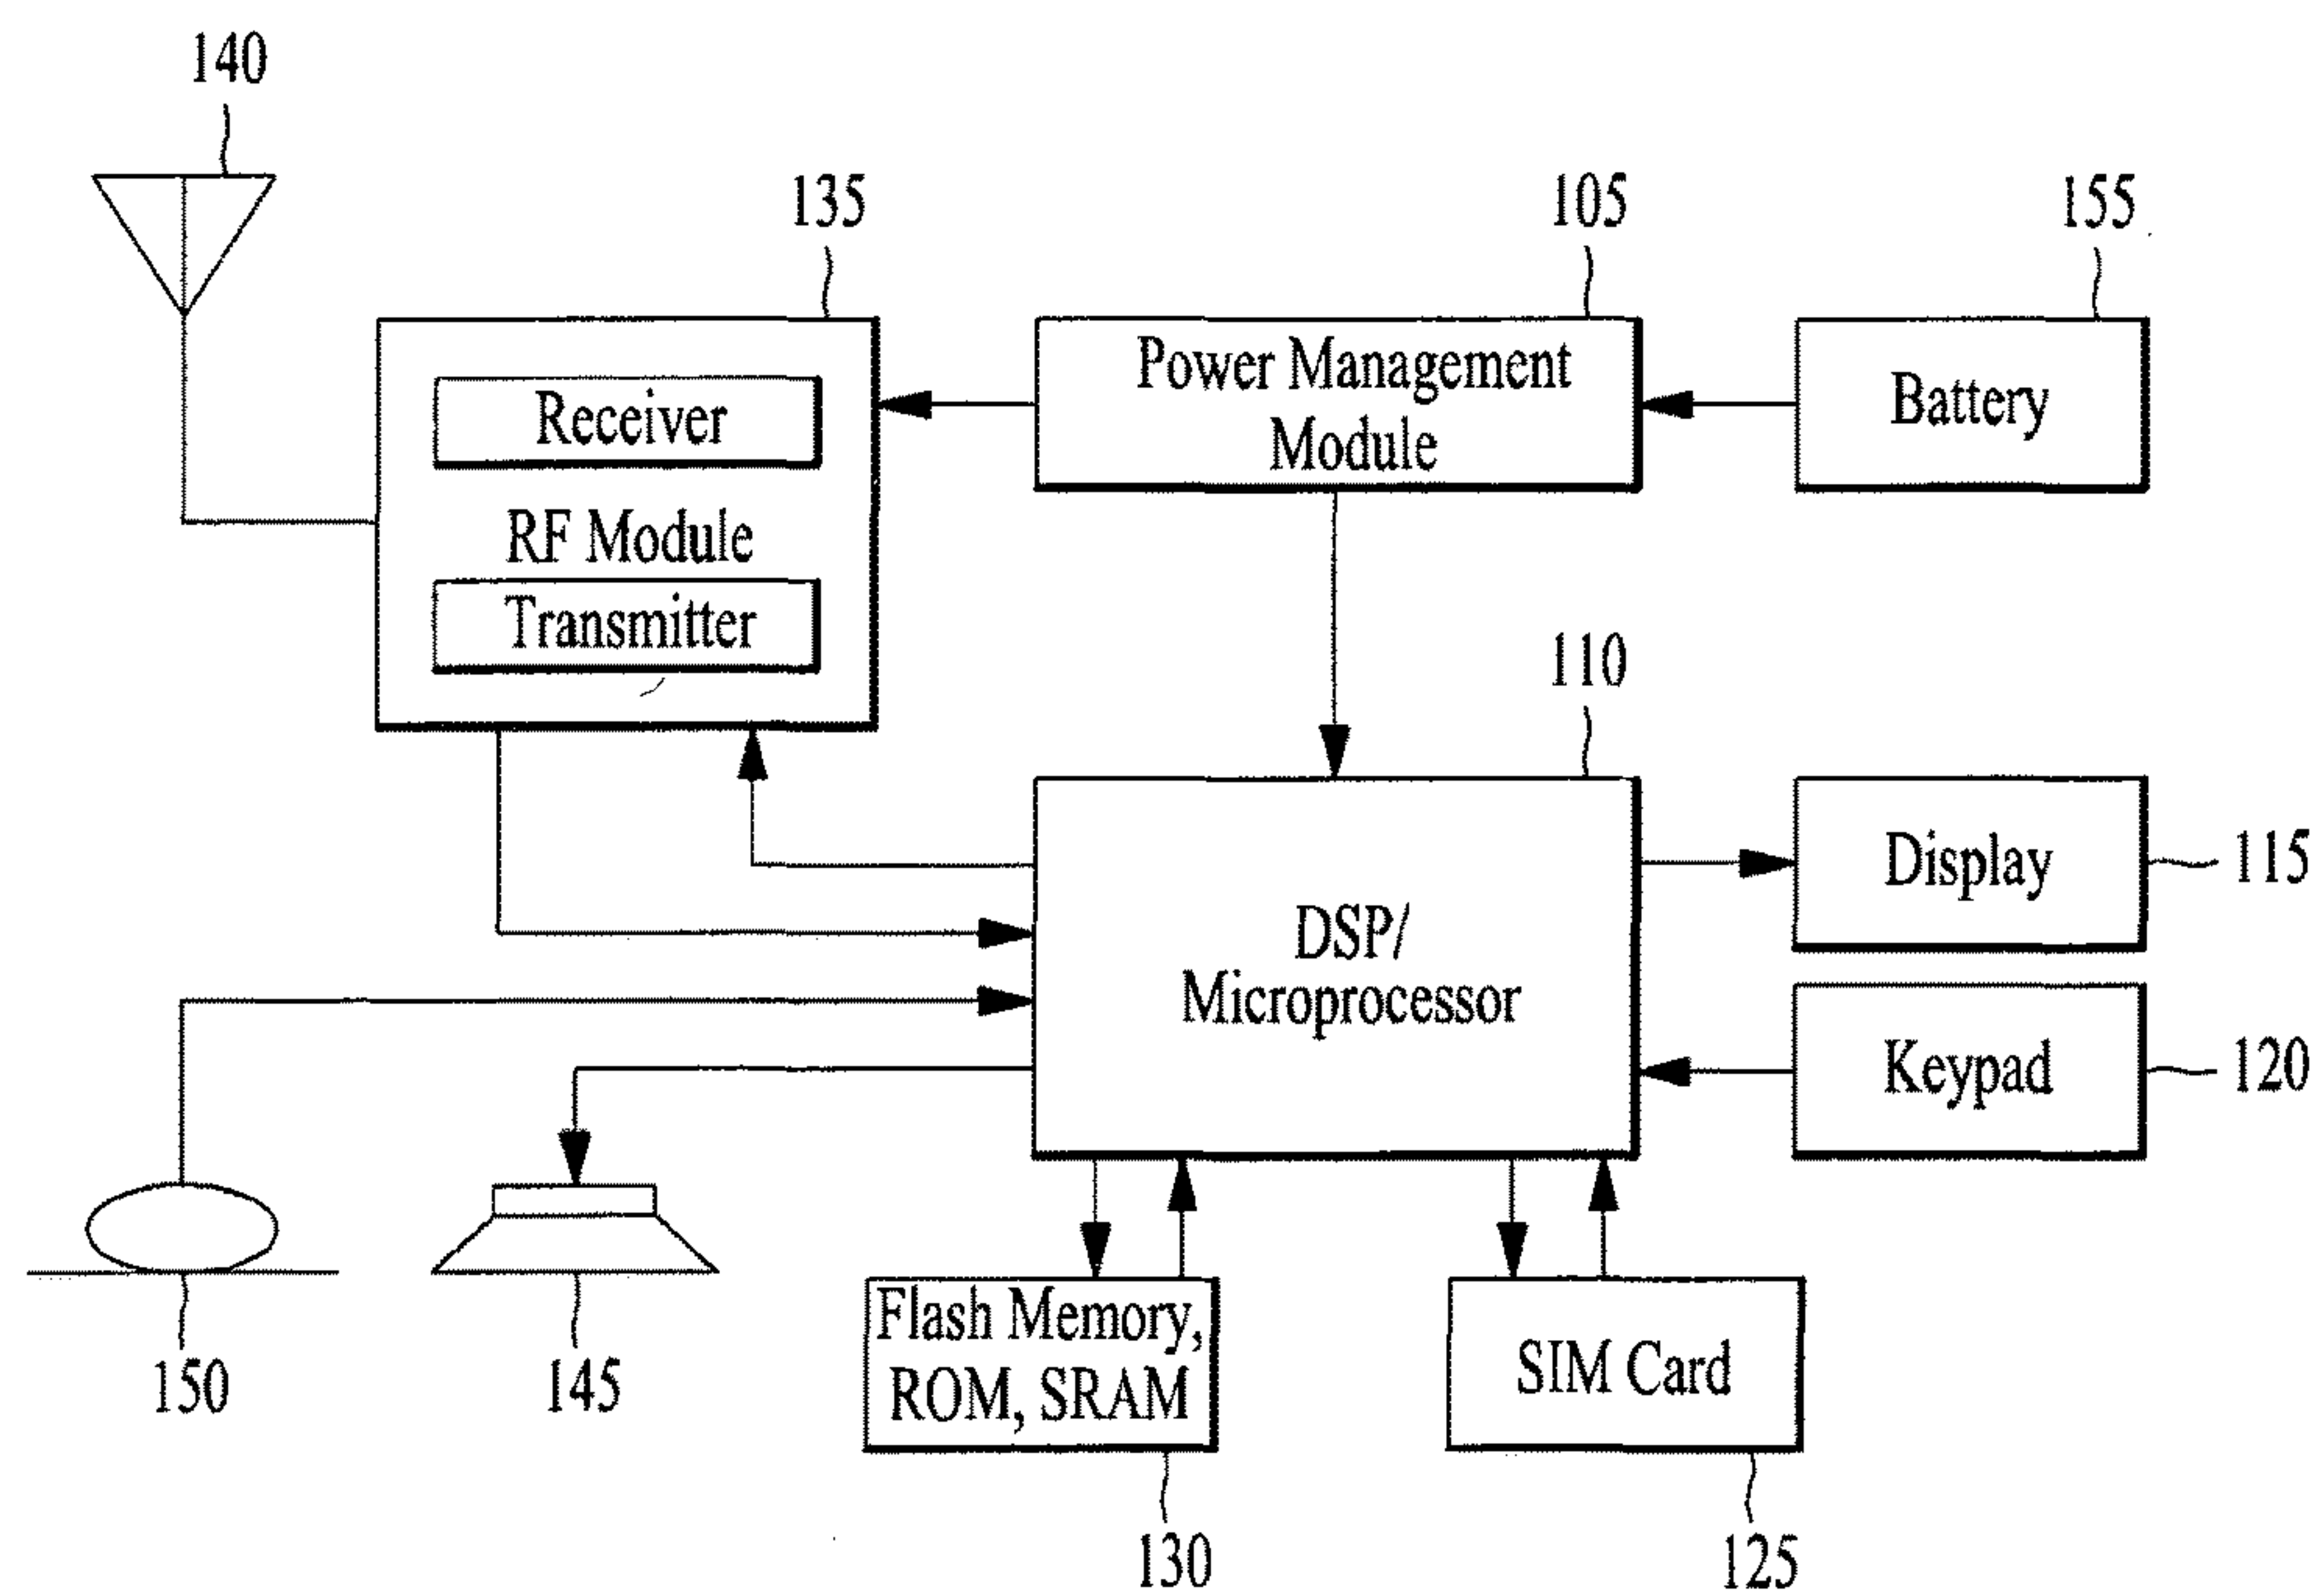 140
135
105
155
Receiver
RF Module
Transmitter
Power Management
Module
Battery
110
DSP/
Microprocessor
Display
115
Keypad
120
150
145
Flash Memory,
ROM, SRAM
130
SIM Card
125